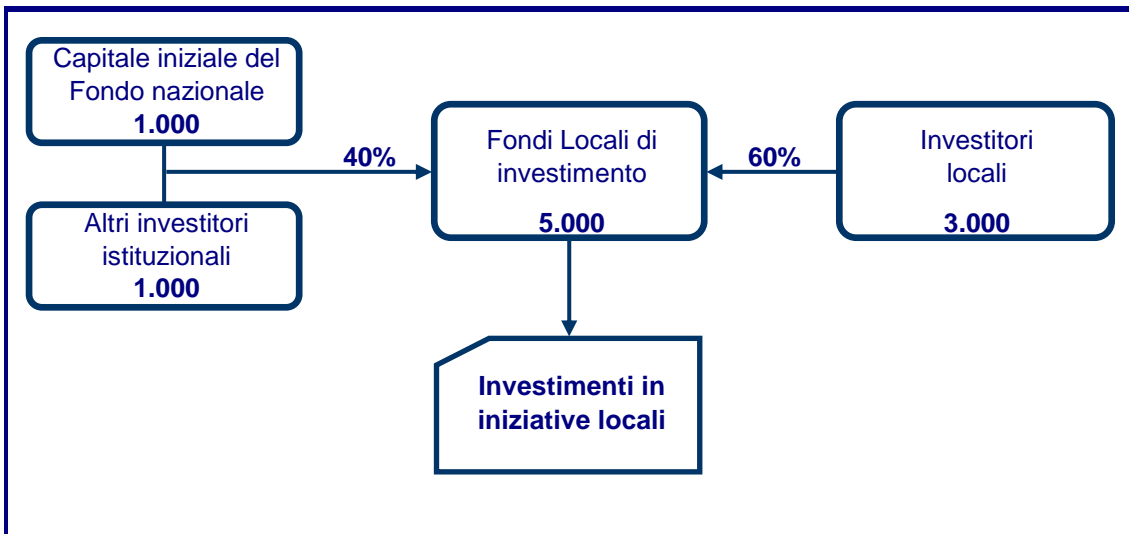 Capitale iniziale del
Fondo nazionale
1.000
Altri investitori
istituzionali
1.000
40%
Fondi Locali di
investimento
5.000
60%
Investitori
locali
3.000
Investimenti in
iniziative locali